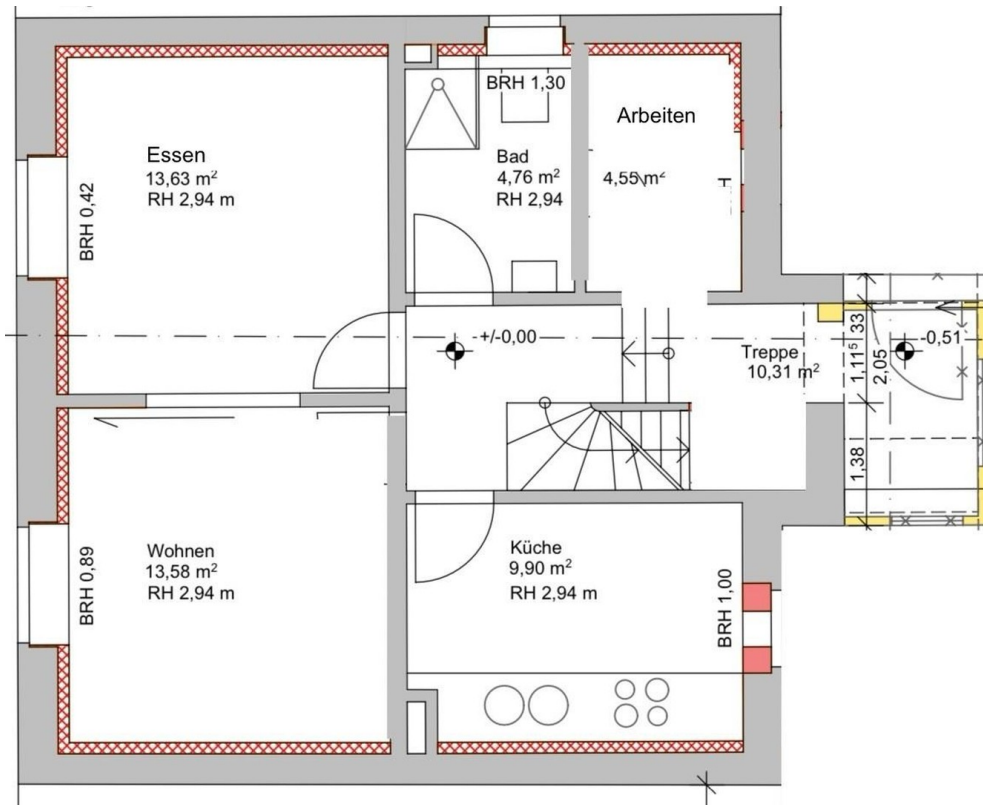 BRH 1,30
Arbeiten
Essen
13,63 m²
RH 2,94 m
BRH 0,42
Bad
4,76 m²
RH 2,94
4,55 m²
+/-0,00
Treppe
10,31 m²
33
1,11⁵
2,05
1,38
-0,51
Wohnen
13,58 m²
RH 2,94 m
BRH 0,89
Küche
9,90 m²
RH 2,94 m
BRH 1,00